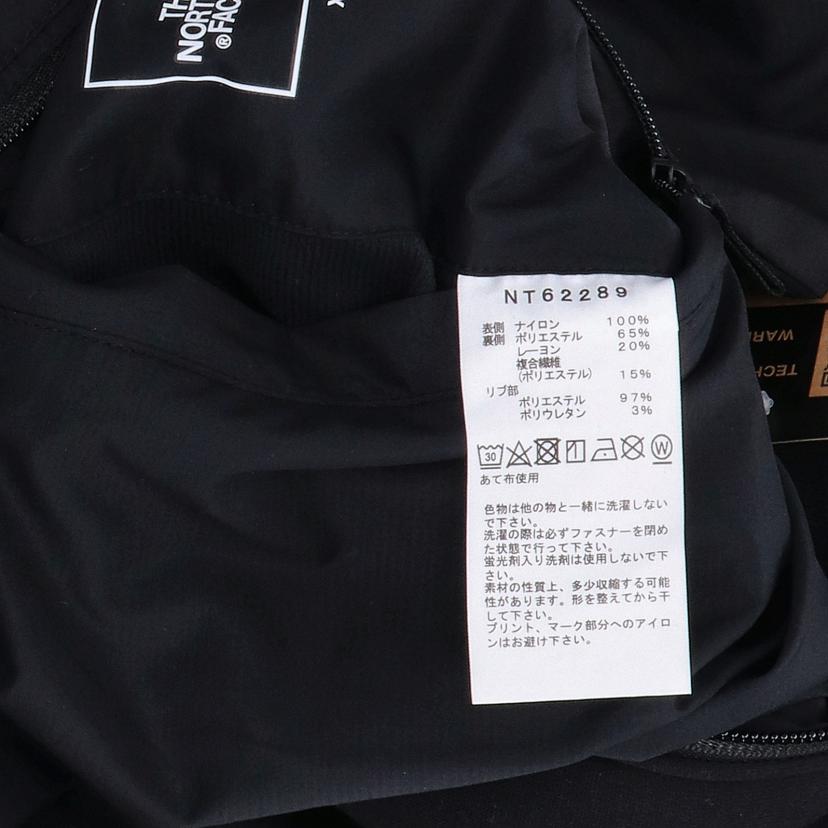 THE
NORTH
FACE®
NT62289
表側 ナイロン 100%
裏側 ポリエステル 65%
レーヨン 20%
複合繊維
(ポリエステル) 15%
リブ部
ポリエステル 97%
ポリウレタン 3%
30 W
あて布使用
色物は他の物と一緒に洗濯しない
で下さい。
洗濯の際は必ずファスナーを閉め
た状態で行って下さい。
蛍光剤入り洗剤は使用しないで下
さい。
素材の性質上、多少収縮する可能
性があります。形を整えてから干
して下さい。
プリント、マーク部分へのアイロ
ンはお避け下さい。